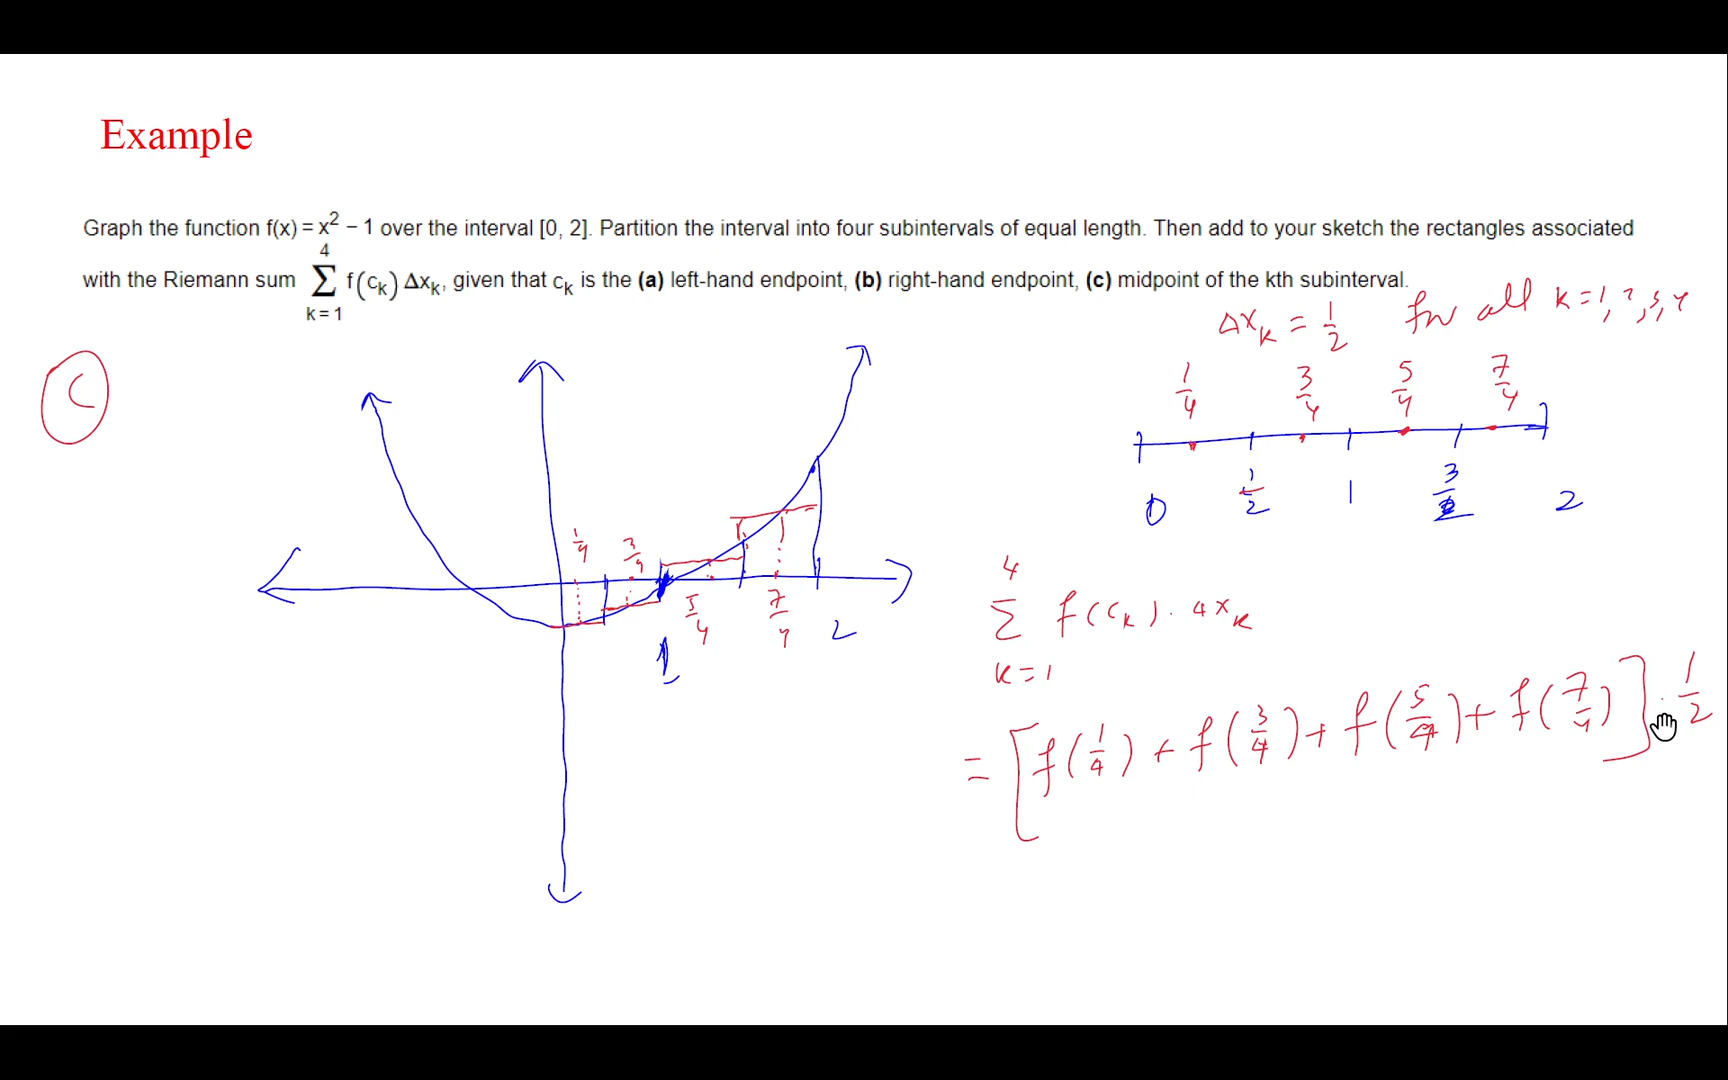 Example
Graph the function f(x) = x² − 1 over the interval [0, 2]. Partition the interval into four subintervals of equal length. Then add to your sketch the rectangles associated
with the Riemann sum 4 Σ k = 1 f(cₖ) Δxₖ, given that cₖ is the (a) left-hand endpoint, (b) right-hand endpoint, (c) midpoint of the kth subinterval.
Δxₖ = 1/2 for all k = 1, 2, 3, 4
C
1/4 3/4 5/4 7/4
0 1/2 1 3/2 2
1/4 3/4
5/4 7/4 2
1
4
Σ f(cₖ) · Δxₖ
k = 1
= [f(1/4) + f(3/4) + f(5/4) + f(7/4)] · 1/2